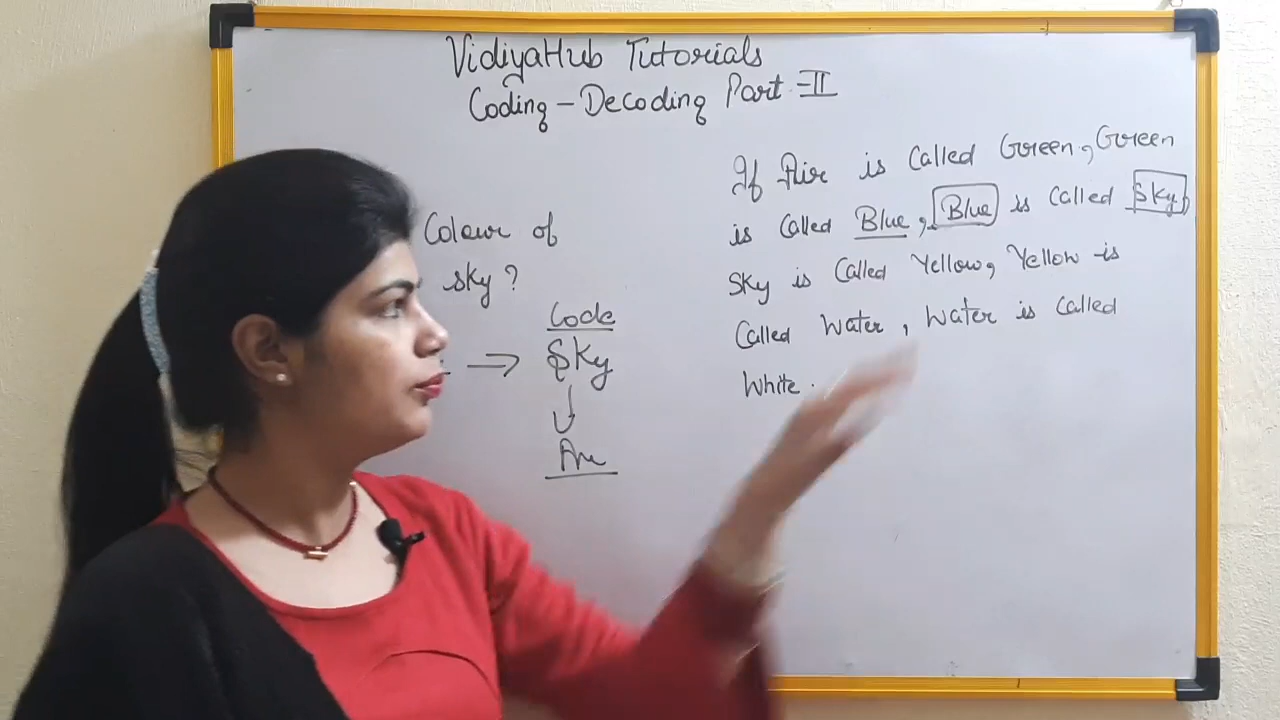 VidiyaHub Tutorials
Coding - Decoding Part - II
Colour of
sky ?
Code
→ Sky
↓
Ans
If Air is Called Green, Green
is Called Blue, Blue is Called Sky,
Sky is Called Yellow, Yellow is
Called Water, Water is Called
White.